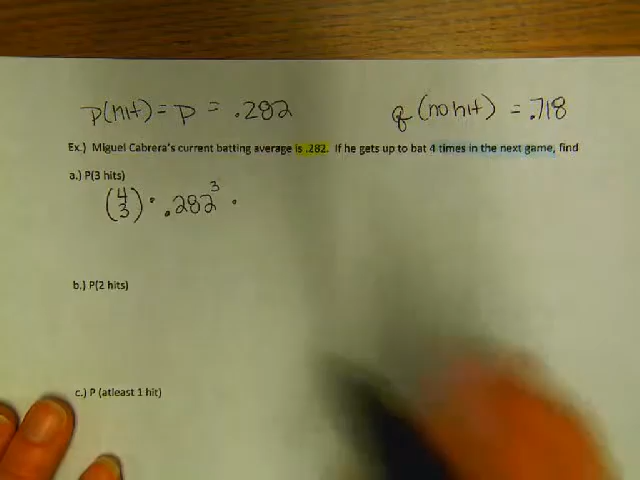 p(hit) = p = .282 q (no hit) = .718
Ex.) Miguel Cabrera's current batting average is .282. If he gets up to bat 4 times in the next game, find
a.) P(3 hits)
(4 3) · .282³ ·
b.) P(2 hits)
c.) P (atleast 1 hit)